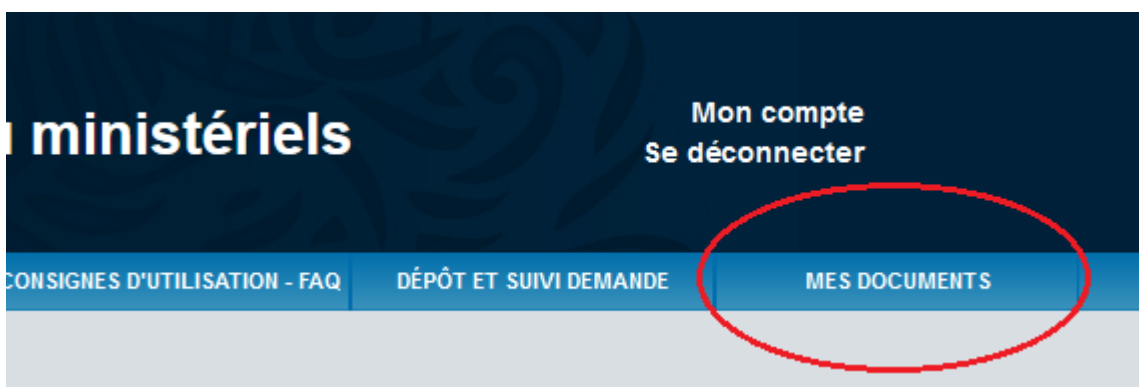 ministériels
Mon compte
Se déconnecter
CONSIGNES D'UTILISATION - FAQ
DÉPÔT ET SUIVI DEMANDE
MES DOCUMENTS